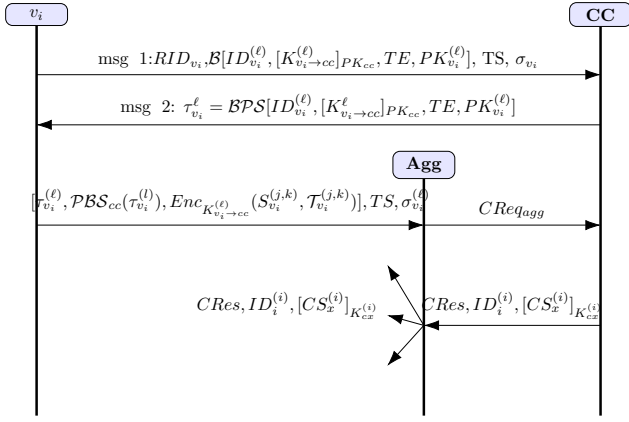 v_i
CC
msg 1:RID_{v_i}, ℬ[ID_{v_i}^{(ℓ)}, [K_{v_i→cc}^{(ℓ)}]_{PK_{cc}}, TE, PK_{v_i}^{(ℓ)}], TS, σ_{v_i}
msg 2: τ_{v_i}^{ℓ} = ℬ𝒫𝒮[ID_{v_i}^{(ℓ)}, [K_{v_i→cc}^{ℓ}]_{PK_{cc}}, TE, PK_{v_i}^{(ℓ)}]
Agg
[τ_{v_i}^{(ℓ)}, 𝒫ℬ𝒮_{cc}(τ_{v_i}^{(l)}), Enc_{K_{v_i→cc}^{(ℓ)}}(S_{v_i}^{(j,k)}, 𝒯_{v_i}^{(j,k)})], TS, σ_{v_i}^{(ℓ)}
CReq_{agg}
CRes, ID_i^{(i)}, [CS_x^{(i)}]_{K_{cx}^{(i)}}
CRes, ID_i^{(i)}, [CS_x^{(i)}]_{K_{cx}^{(i)}}